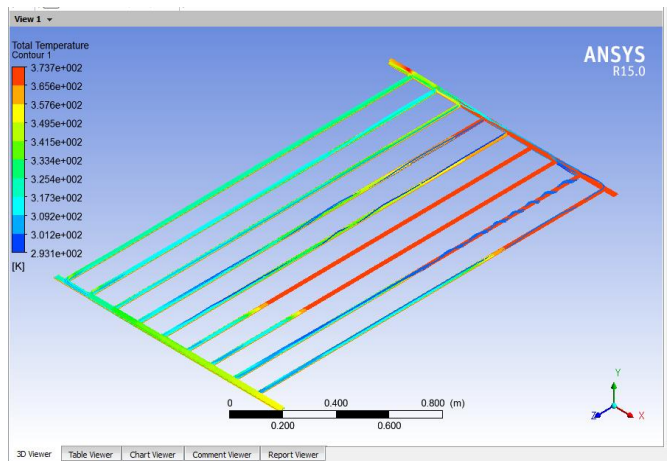 View 1
Total Temperature
Contour 1
3.737e+002
3.656e+002
3.576e+002
3.495e+002
3.415e+002
3.334e+002
3.254e+002
3.173e+002
3.092e+002
3.012e+002
2.931e+002
[K]
ANSYS
R15.0
0 0.400 0.800 (m)
0.200 0.600
Y
Z X
3D Viewer Table Viewer Chart Viewer Comment Viewer Report Viewer